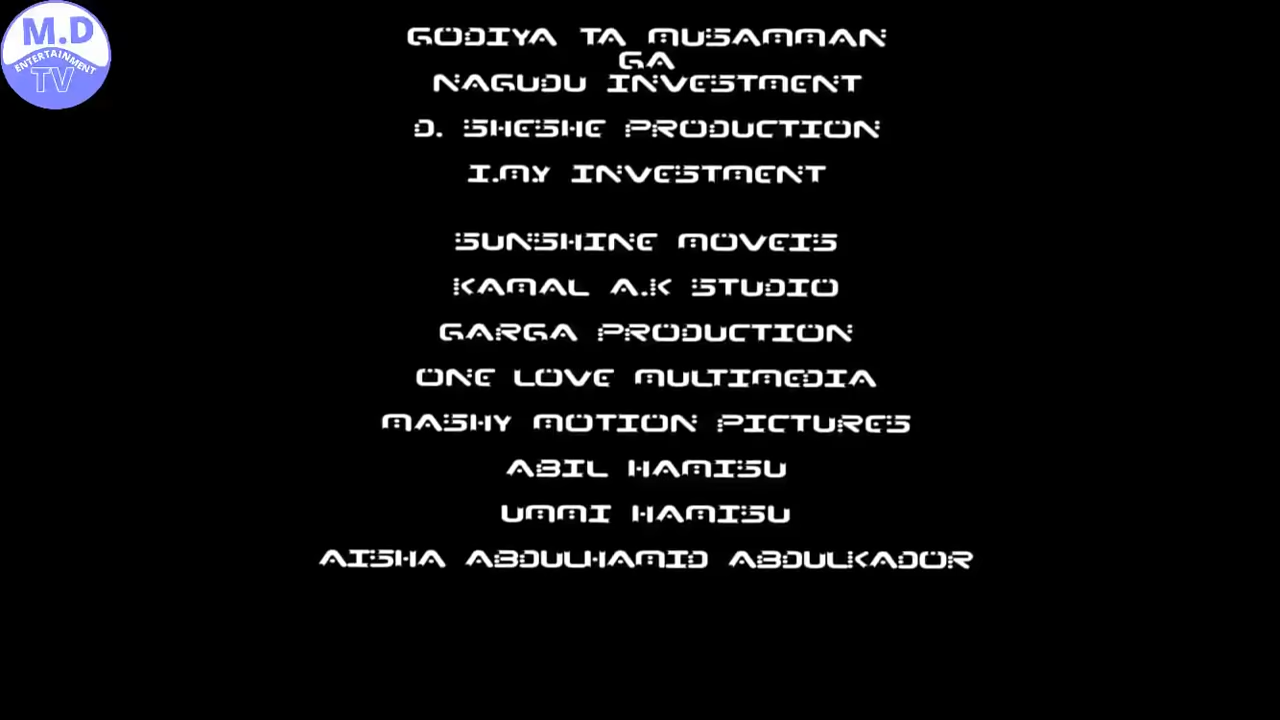 M.D
ENTERTAINMENT
TV
GODIYA TA MUSAMMAN
GA
NAGUDU INVESTMENT
D. SHESHE PRODUCTION
I.M.Y INVESTMENT
SUNSHINE MOVEIS
KAMAL A.K STUDIO
GARGA PRODUCTION
ONE LOVE MULTIMEDIA
MASHY MOTION PICTURES
ABIL HAMISU
UMMI HAMISU
AISHA ABDULHAMID ABDULKADOR